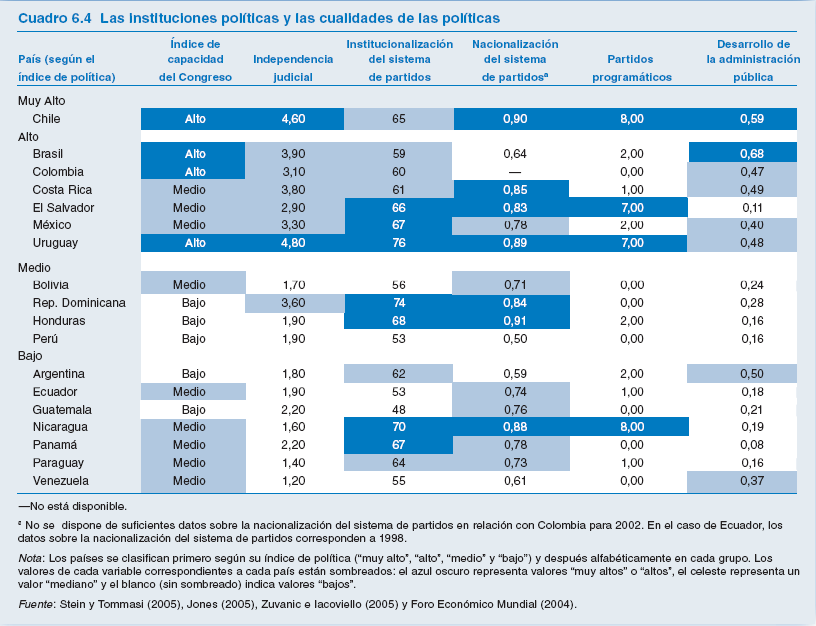 Cuadro 6.4 Las Instituciones políticas y las cualidades de las políticas
País (según el índice de política) Índice de capacidad del Congreso Independencia judicial Institucionalización del sistema de partidos Nacionalización del sistema de partidosª Partidos programáticos Desarrollo de la administración pública
Muy Alto
Chile Alto 4,60 65 0,90 8,00 0,59
Alto
Brasil Alto 3,90 59 0,64 2,00 0,68
Colombia Alto 3,10 60 — 0,00 0,47
Costa Rica Medio 3,80 61 0,85 1,00 0,49
El Salvador Medio 2,90 66 0,83 7,00 0,11
México Medio 3,30 67 0,78 2,00 0,40
Uruguay Alto 4,80 76 0,89 7,00 0,48
Medio
Bolivia Medio 1,70 56 0,71 0,00 0,24
Rep. Dominicana Bajo 3,60 74 0,84 0,00 0,28
Honduras Bajo 1,90 68 0,91 2,00 0,16
Perú Bajo 1,90 53 0,50 0,00 0,16
Bajo
Argentina Bajo 1,80 62 0,59 2,00 0,50
Ecuador Medio 1,90 53 0,74 1,00 0,18
Guatemala Bajo 2,20 48 0,76 0,00 0,21
Nicaragua Medio 1,60 70 0,88 8,00 0,19
Panamá Medio 2,20 67 0,78 0,00 0,08
Paraguay Medio 1,40 64 0,73 1,00 0,16
Venezuela Medio 1,20 55 0,61 0,00 0,37
—No está disponible.
ª No se dispone de suficientes datos sobre la nacionalización del sistema de partidos en relación con Colombia para 2002. En el caso de Ecuador, los
datos sobre la nacionalización del sistema de partidos corresponden a 1998.
Nota: Los países se clasifican primero según su índice de política (“muy alto”, “alto”, “medio” y “bajo”) y después alfabéticamente en cada grupo. Los
valores de cada variable correspondientes a cada país están sombreados: el azul oscuro representa valores “muy altos” o “altos”, el celeste representa un
valor “mediano” y el blanco (sin sombreado) indica valores “bajos”.
Fuente: Stein y Tommasi (2005), Jones (2005), Zuvanic e Iacoviello (2005) y Foro Económico Mundial (2004).